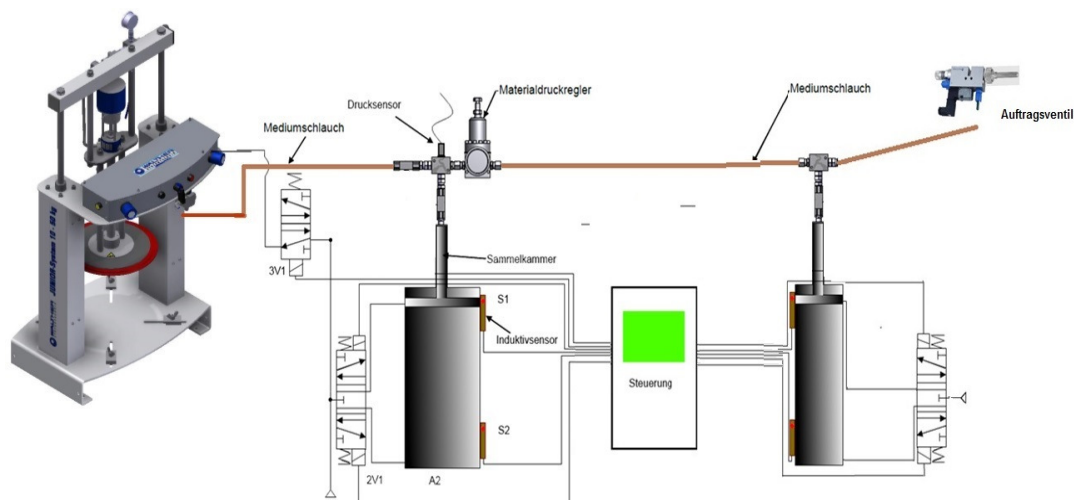 Materialdruckregler
Drucksensor
Mediumschlauch
Mediumschlauch
Auftragsventil
3V1
Sammelkammer
S1
Induktivsensor
Steuerung
S2
2V1
A2